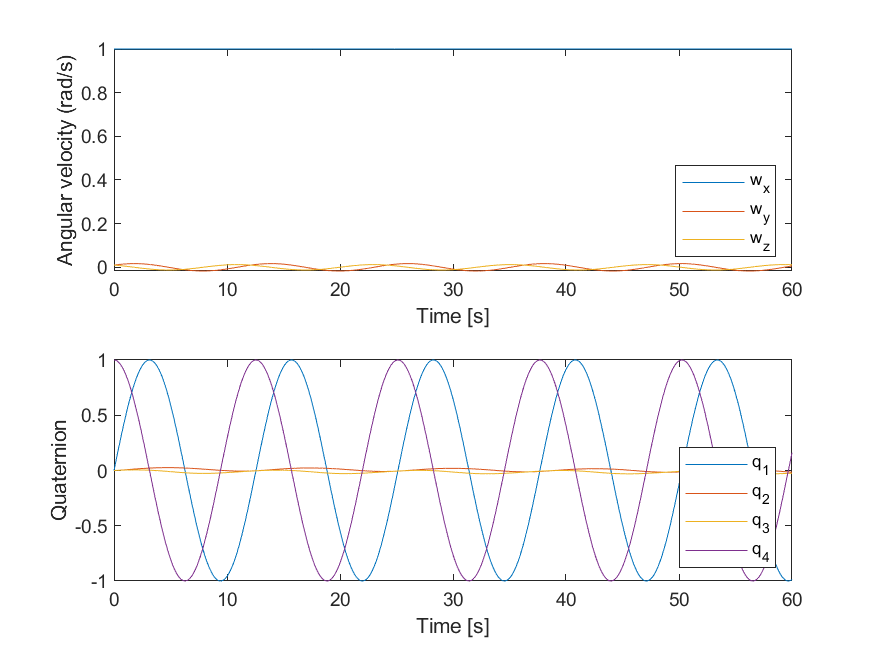 Angular velocity (rad/s)
1
0.8
0.6
0.4
0.2
0
w_x
w_y
w_z
0 10 20 30 40 50 60
Time [s]
Quaternion
1
0.5
0
-0.5
-1
q_1
q_2
q_3
q_4
0 10 20 30 40 50 60
Time [s]